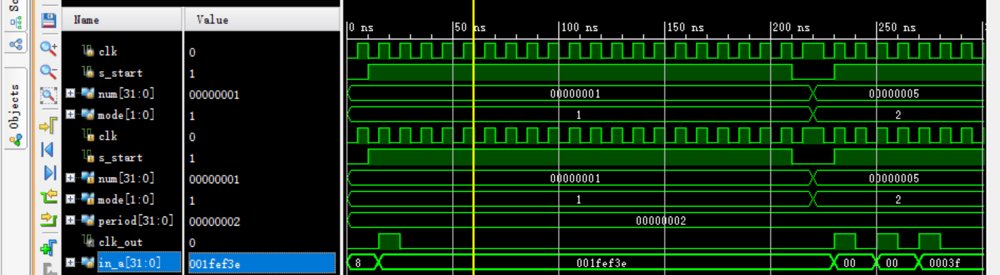 So
Objects
Name Value
0 ns 50 ns 100 ns 150 ns 200 ns 250 ns
clk 0
s_start 1
num[31:0] 00000001 00000001 00000005
mode[1:0] 1 1 2
clk 0
s_start 1
num[31:0] 00000001 00000001 00000005
mode[1:0] 1 1 2
period[31:0] 00000002 00000002
clk_out 0
in_a[31:0] 001fef3e 8 001fef3e 00 00 0003f